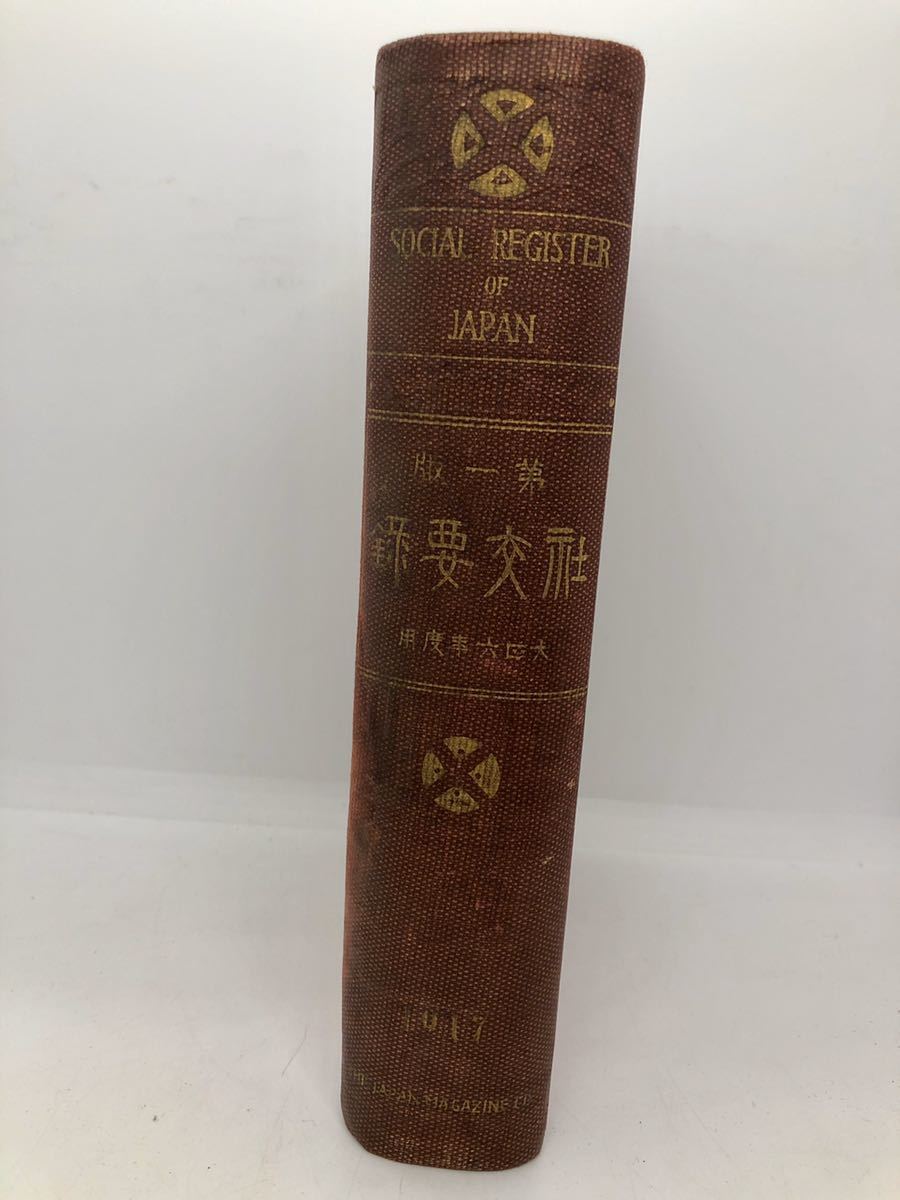 SOCIAL REGISTER
OF
JAPAN
第一版
社交要録
大正六年度用
1917
JAPAN MAGAZINE